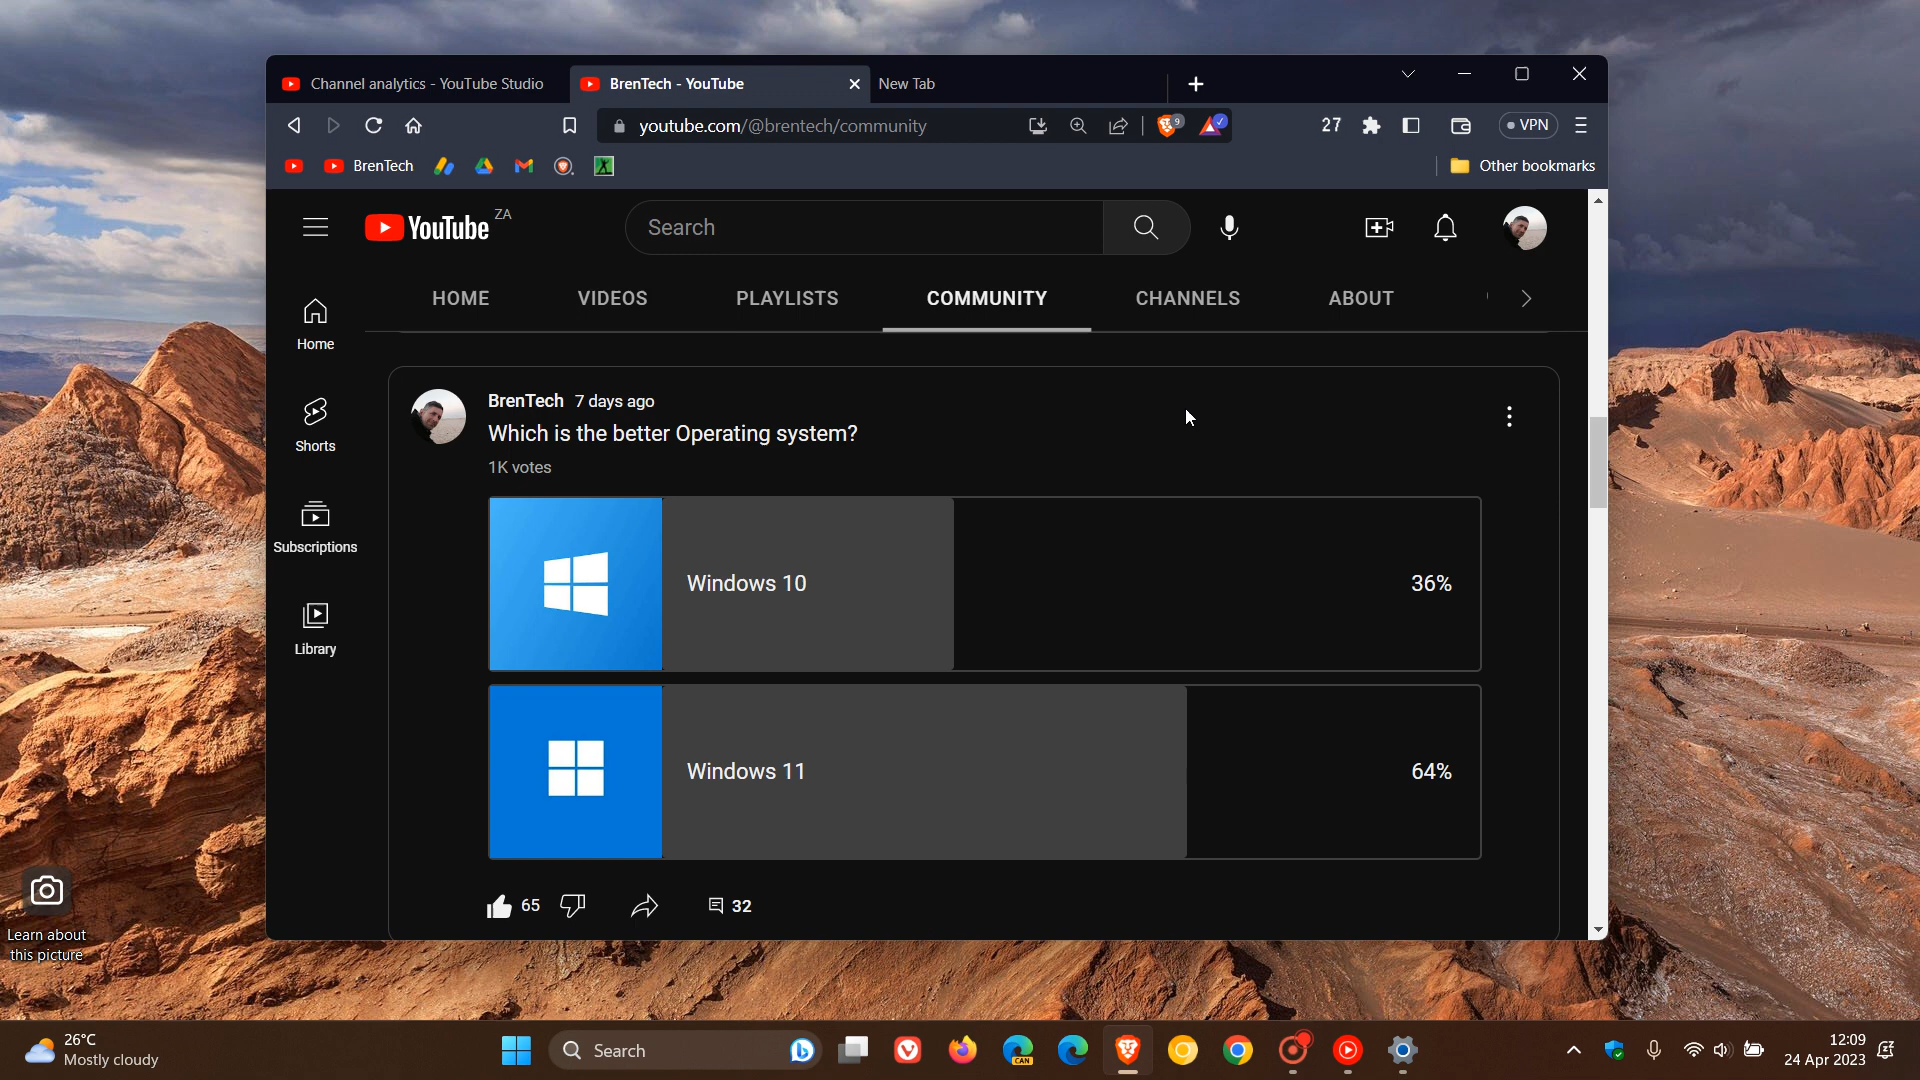 Channel analytics - YouTube Studio
BrenTech - YouTube
New Tab
youtube.com/@brentech/community
9
27
VPN
BrenTech
Other bookmarks
YouTube ZA
Search
HOME
VIDEOS
PLAYLISTS
COMMUNITY
CHANNELS
ABOUT
Home
Shorts
Subscriptions
Library
BrenTech 7 days ago
Which is the better Operating system?
1K votes
Windows 10
36%
Windows 11
64%
65
32
Learn about
this picture
26°C
Mostly cloudy
Search
CAN
12:09
24 Apr 2023